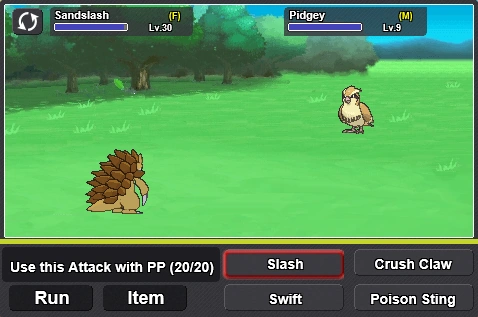 Sandslash (F)
Lv.30
Pidgey (M)
Lv.9
Use this Attack with PP (20/20)
Slash
Crush Claw
Run
Item
Swift
Poison Sting